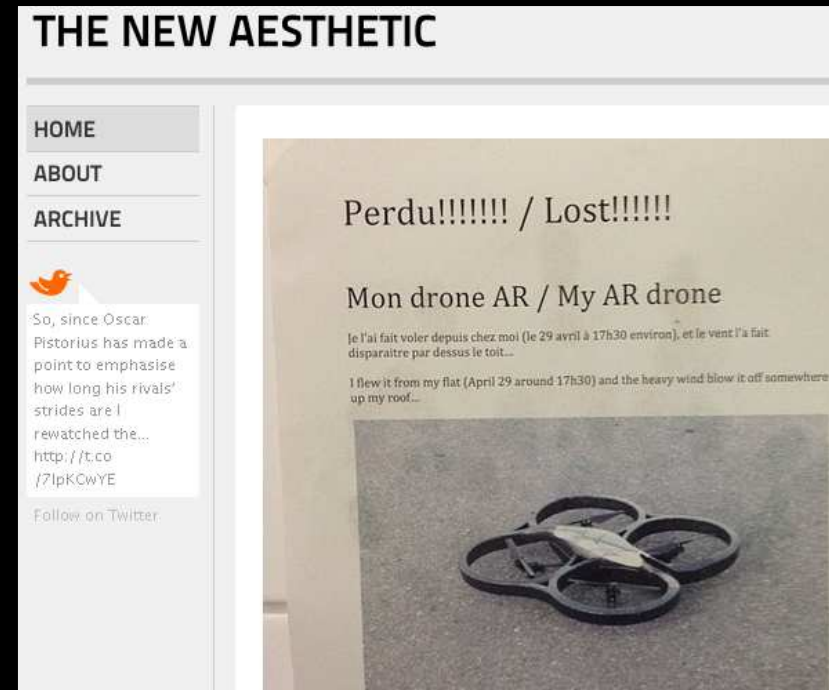 THE NEW AESTHETIC
HOME
ABOUT
ARCHIVE
So, since Oscar
Pistorius has made a
point to emphasise
how long his rivals'
strides are I
rewatched the...
http://t.co
/7IpKCwYE
Follow on Twitter
Perdu!!!!!!! / Lost!!!!!!
Mon drone AR / My AR drone
Je l'ai fait voler depuis chez moi (le 29 avril à 17h30 environ), et le vent l'a fait
disparaitre par dessus le toit...
I flew it from my flat (April 29 around 17h30) and the heavy wind blow it off somewhere
up my roof...